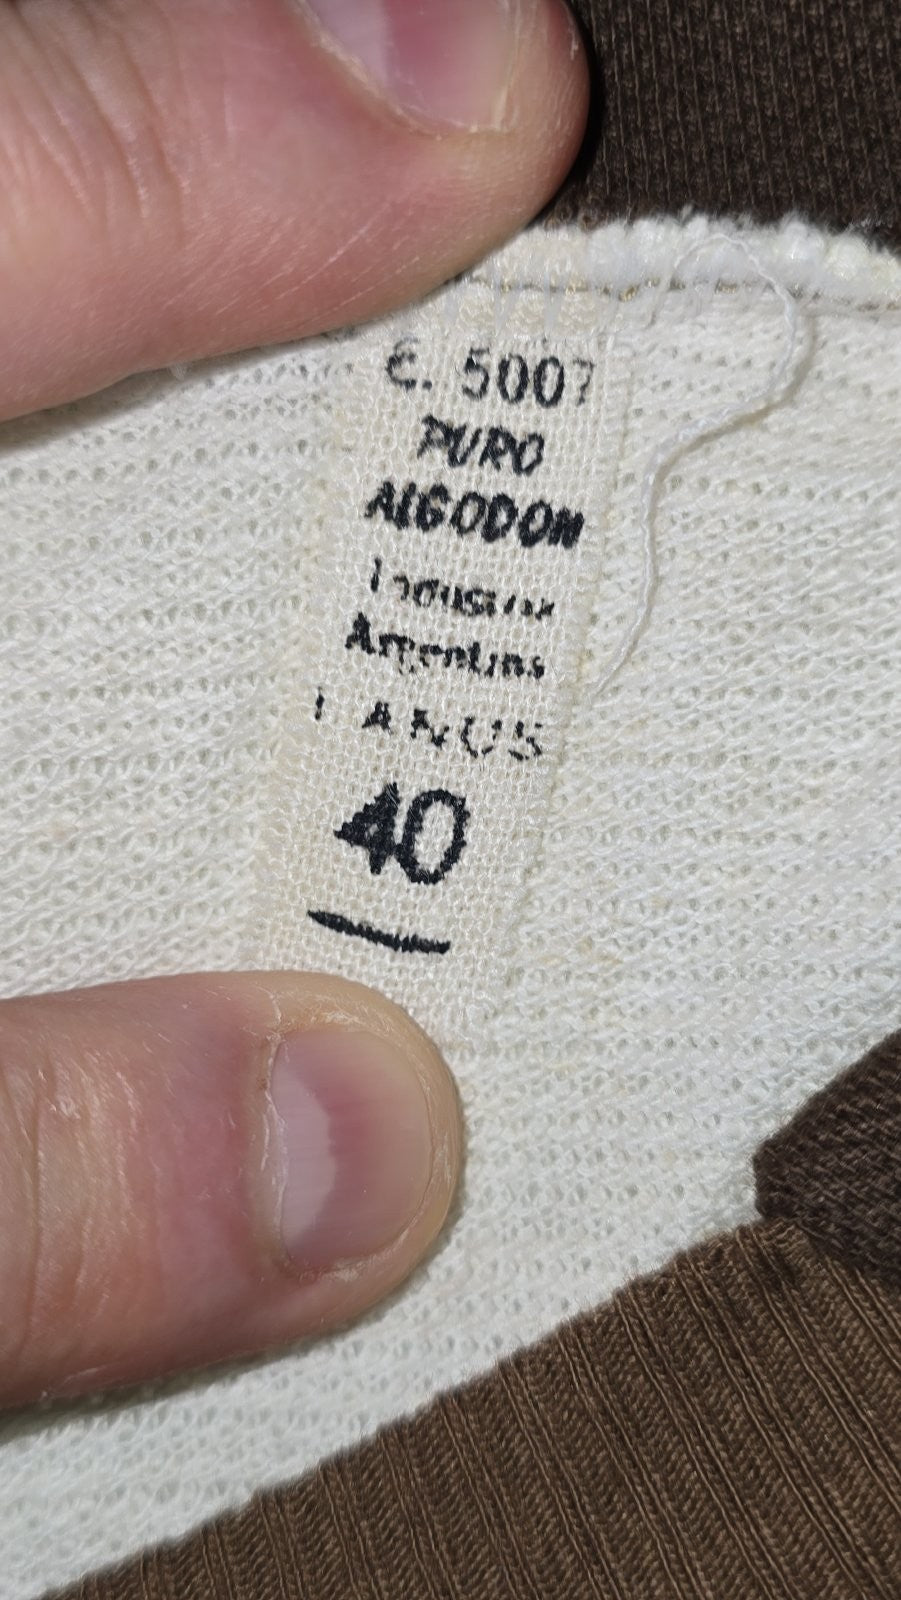 C. 5007
PURO
ALGODON
Industria
Argentina
LANUS
40